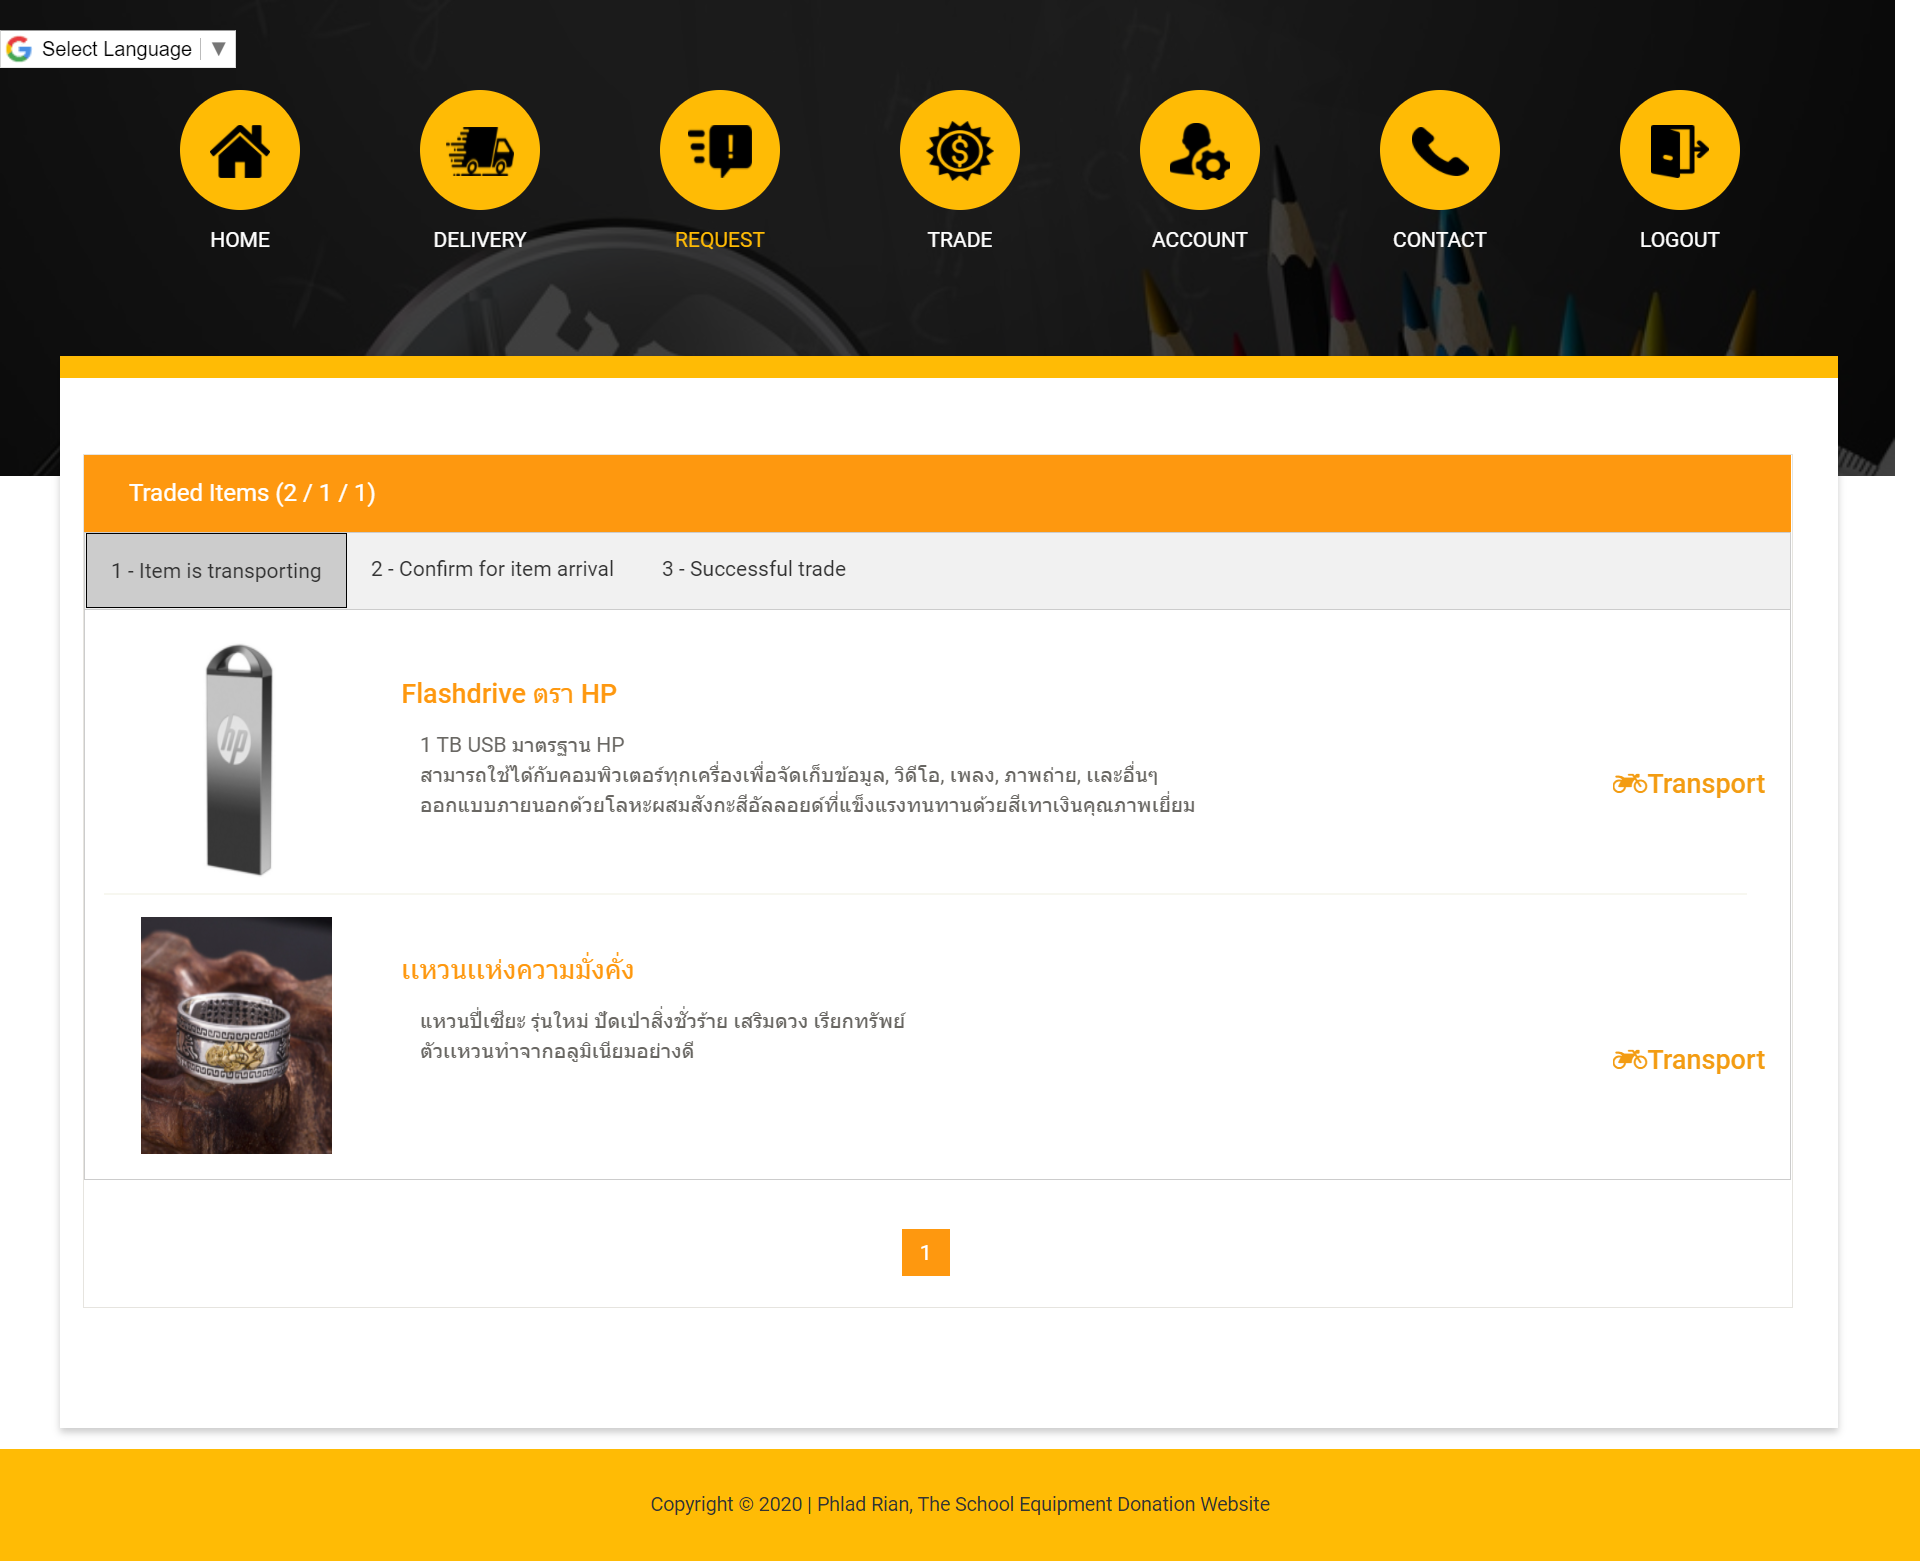 Select Language ▼
HOME
DELIVERY
REQUEST
TRADE
ACCOUNT
CONTACT
LOGOUT
Traded Items (2 / 1 / 1)
1 - Item is transporting
2 - Confirm for item arrival
3 - Successful trade
hp
Flashdrive ตรา HP
1 TB USB มาตรฐาน HP
สามารถใช้ได้กับคอมพิวเตอร์ทุกเครื่องเพื่อจัดเก็บข้อมูล, วิดีโอ, เพลง, ภาพถ่าย, และอื่นๆ
ออกแบบภายนอกด้วยโลหะผสมสังกะสีอัลลอยด์ที่แข็งแรงทนทานด้วยสีเทาเงินคุณภาพเยี่ยม
Transport
แหวนแห่งความมั่งคั่ง
แหวนปี่เซียะ รุ่นใหม่ ปัดเป่าสิ่งชั่วร้าย เสริมดวง เรียกทรัพย์
ตัวแหวนทำจากอลูมิเนียมอย่างดี
Transport
1
Copyright © 2020 | Phlad Rian, The School Equipment Donation Website